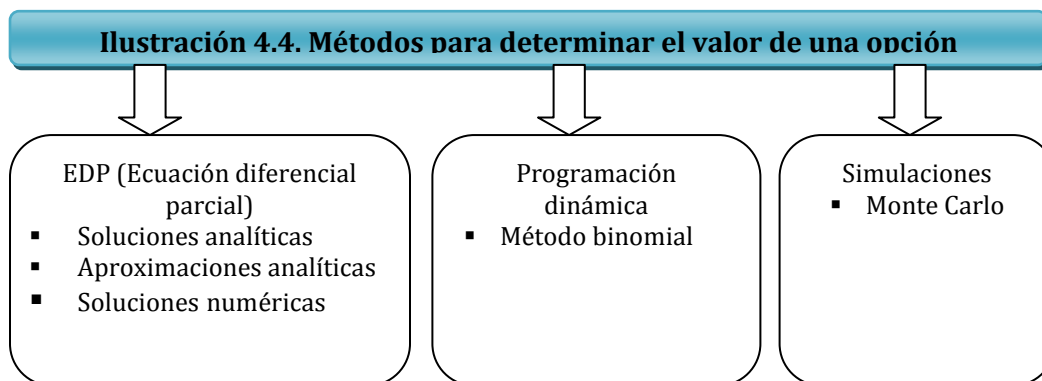 Ilustración 4.4. Métodos para determinar el valor de una opción
EDP (Ecuación diferencial
parcial)
▪ Soluciones analíticas
▪ Aproximaciones analíticas
▪ Soluciones numéricas
Programación
dinámica
▪ Método binomial
Simulaciones
▪ Monte Carlo